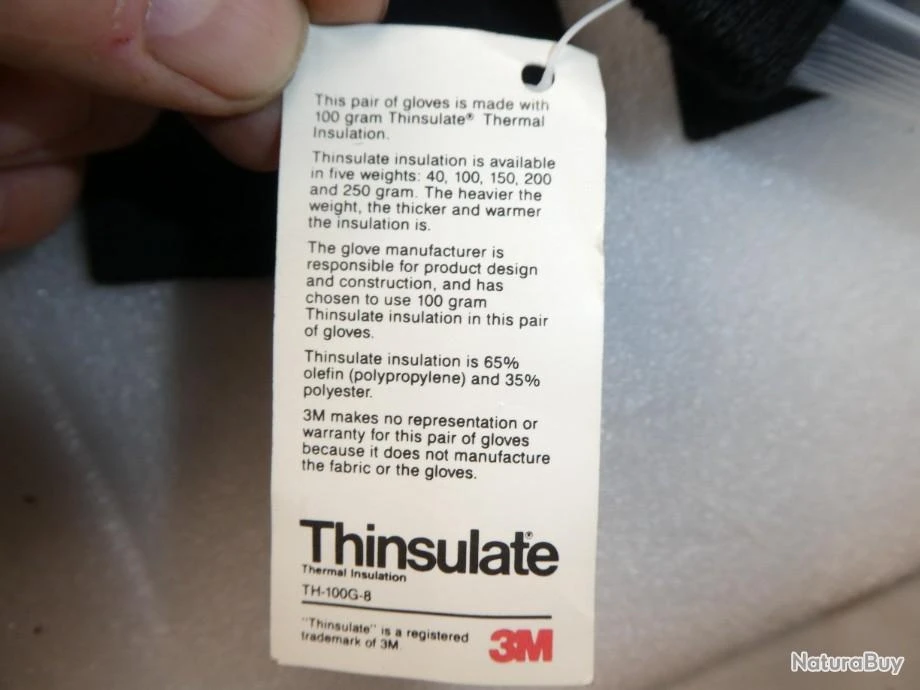 This pair of gloves is made with
100 gram Thinsulate® Thermal
Insulation.
Thinsulate insulation is available
in five weights: 40, 100, 150, 200
and 250 gram. The heavier the
weight, the thicker and warmer
the insulation is.
The glove manufacturer is
responsible for product design
and construction, and has
chosen to use 100 gram
Thinsulate insulation in this pair
of gloves.
Thinsulate insulation is 65%
olefin (polypropylene) and 35%
polyester.
3M makes no representation or
warranty for this pair of gloves
because it does not manufacture
the fabric or the gloves.
Thinsulate®
Thermal Insulation
TH-100G-8
"Thinsulate" is a registered
trademark of 3M.
3M
NaturaBuy